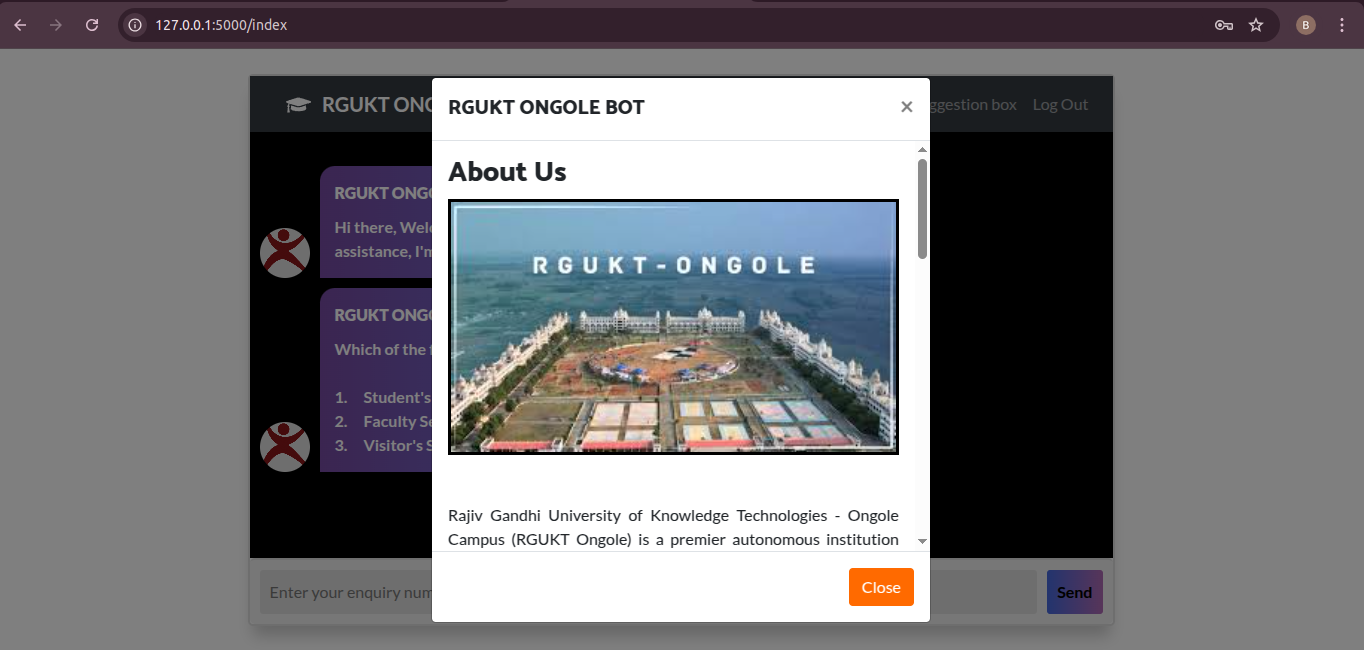 127.0.0.1:5000/index
B
RGUKT ONG
ggestion box Log Out
RGUKT ONGOLE BOT
×
About Us
RGUKT-ONGOLE
Rajiv Gandhi University of Knowledge Technologies - Ongole
Campus (RGUKT Ongole) is a premier autonomous institution
RGUKT ONG
Hi there, Welc
assistance, I'm
RGUKT ONG
Which of the
1. Student's
2. Faculty Se
3. Visitor's S
Enter your enquiry num
Send
Close